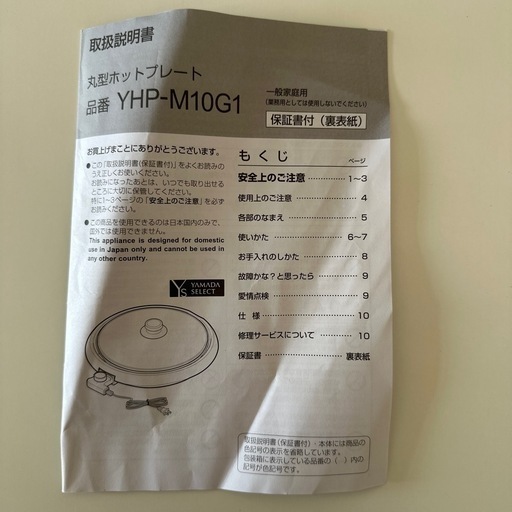 取扱説明書
丸型ホットプレート
品番 YHP-M10G1
一般家庭用
(業務用としては使用しないでください)
保証書付(裏表紙)
お買上げまことにありがとうございます。
●この「取扱説明書(保証書付)」をよくお読みの
うえ正しくお使いください。
お読みになったあとは、いつでも取り出せる
ところに大切に保管してください。
特に1~3ページの「安全上のご注意」を必ず
お読みください。
●この商品を使用できるのは日本国内のみで、
国外では使用できません。
This appliance is designed for domestic
use in Japan only and cannot be used in
any other country.
Ys YAMADA
SELECT
もくじ ページ
安全上のご注意 1~3
使用上のご注意 4
各部のなまえ 5
使いかた 6~7
お手入れのしかた 8
故障かな?と思ったら 9
愛情点検 9
仕様 10
修理サービスについて 10
保証書 裏表紙
取扱説明書(保証書付)・本体には商品の
色記号の表示を省略しています。
包装箱に表示している品番の( )内の
記号が色記号です。